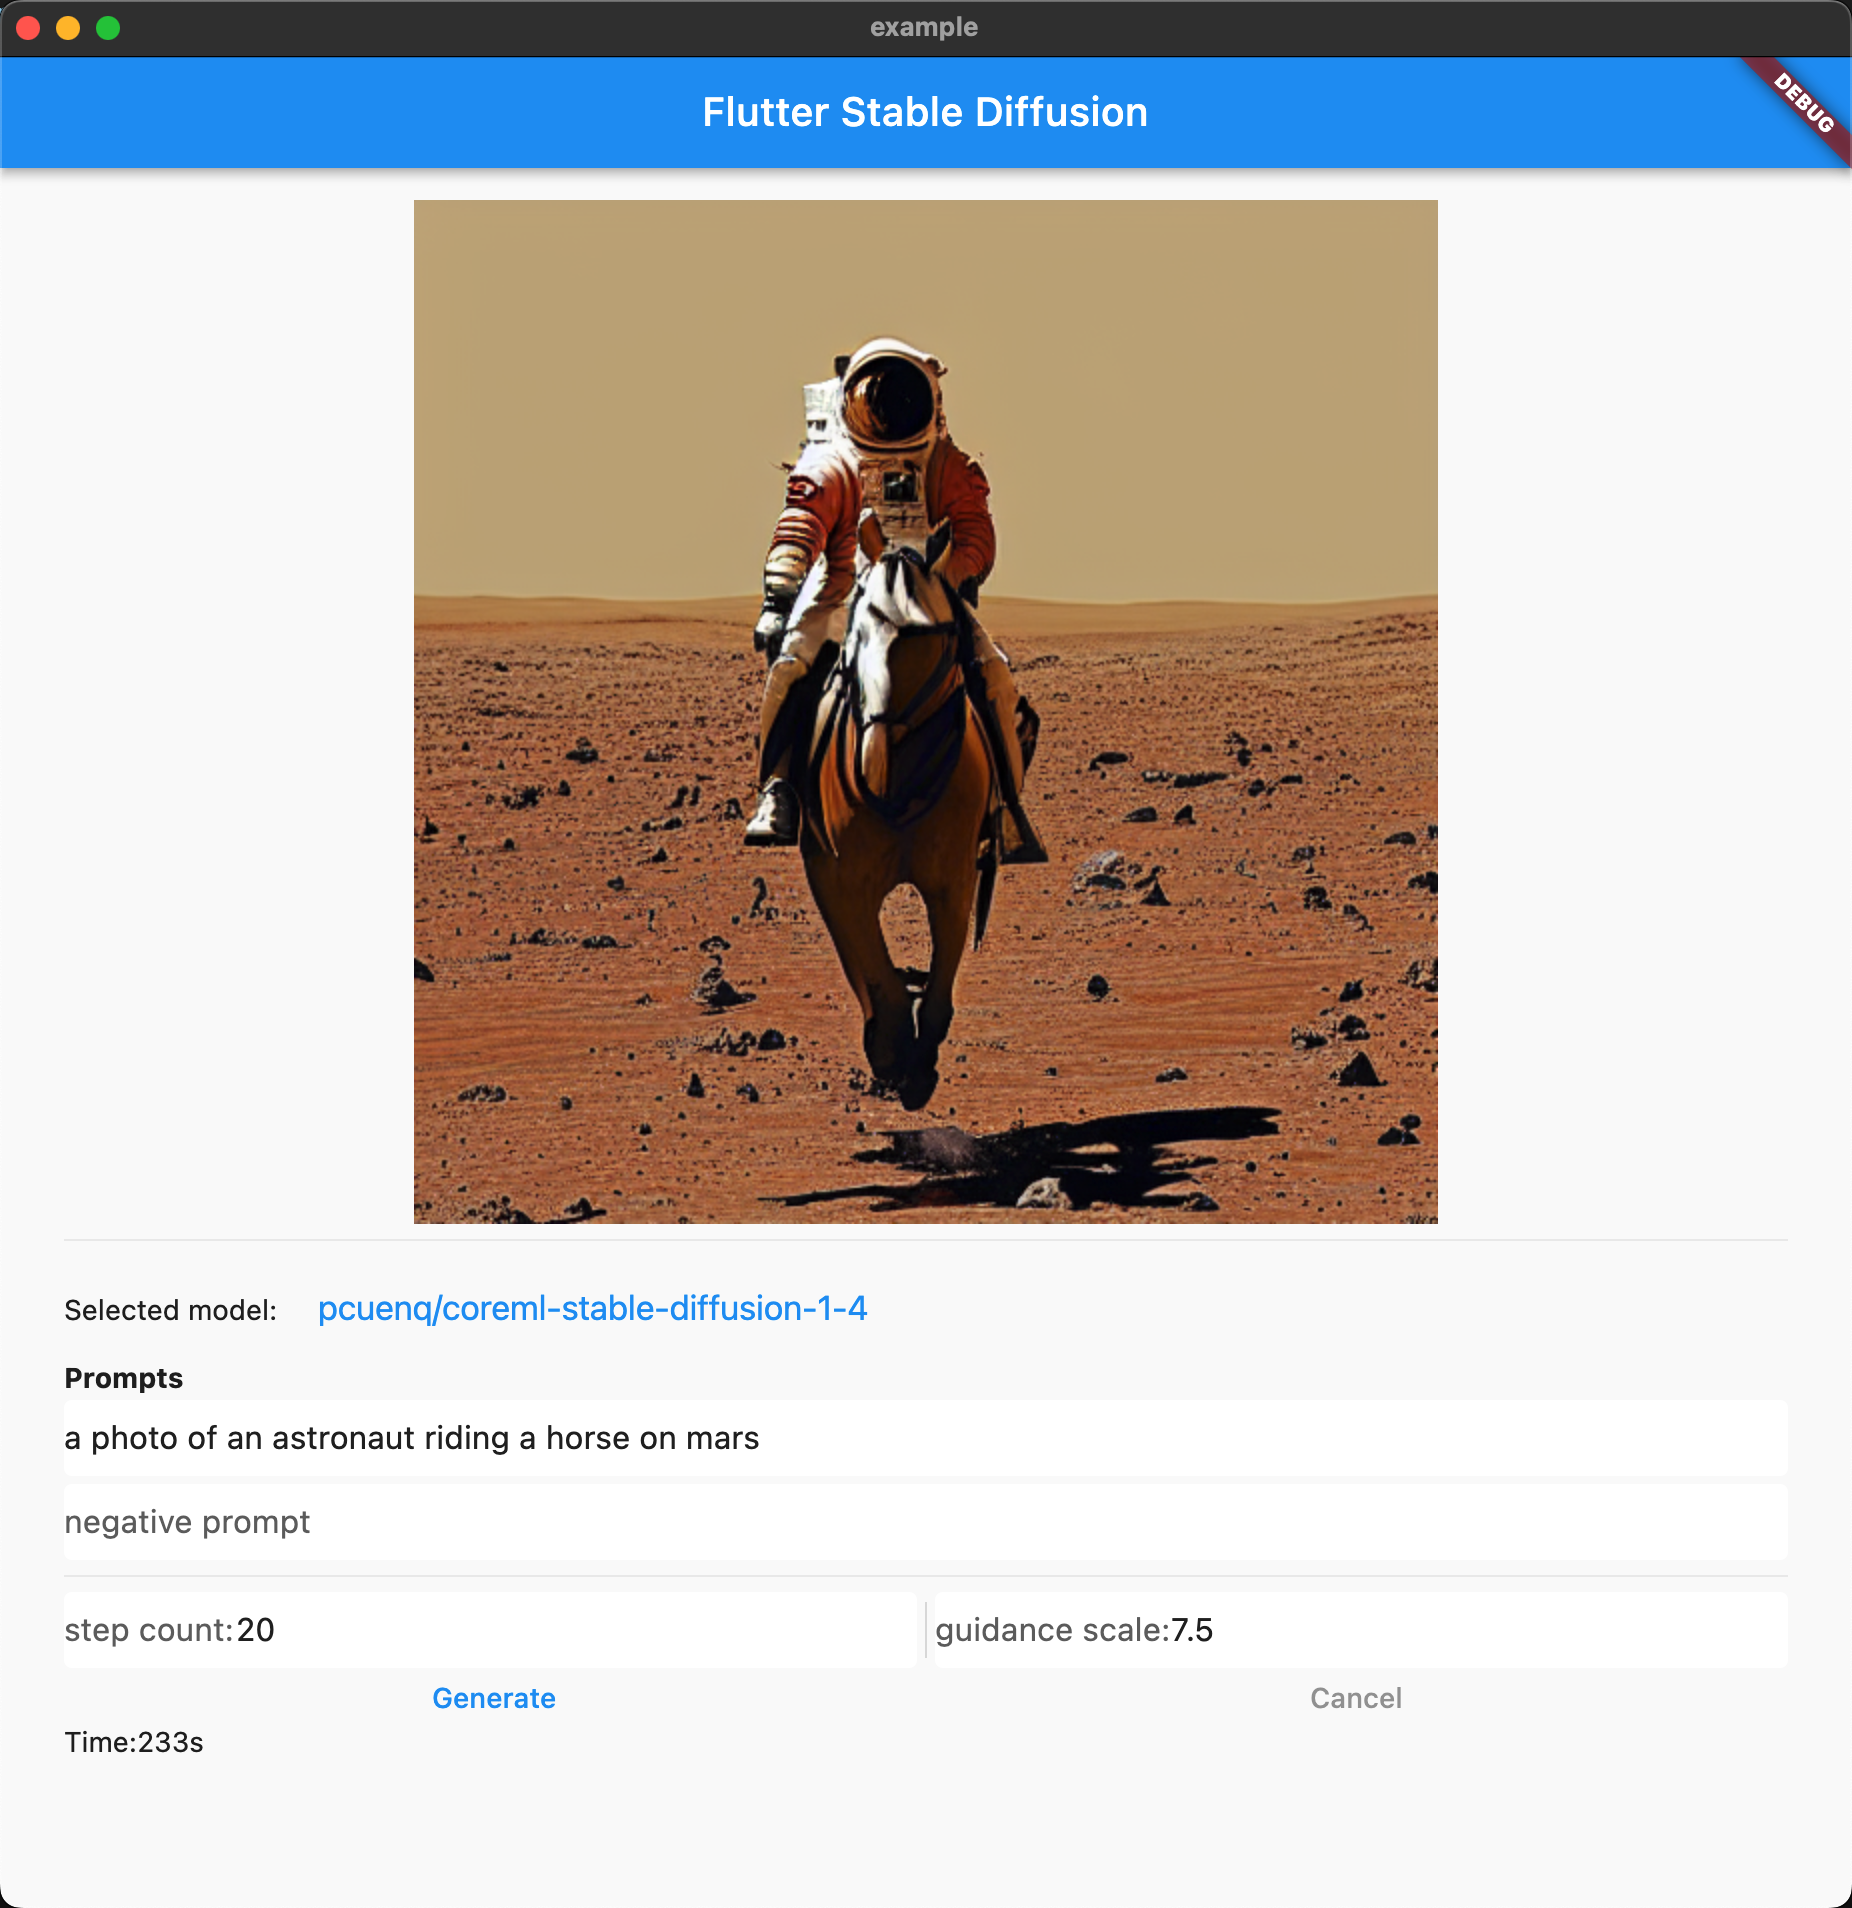 example
Flutter Stable Diffusion
DEBUG
Selected model: pcuenq/coreml-stable-diffusion-1-4
Prompts
a photo of an astronaut riding a horse on mars
negative prompt
step count:20 guidance scale:7.5
Generate Cancel
Time:233s